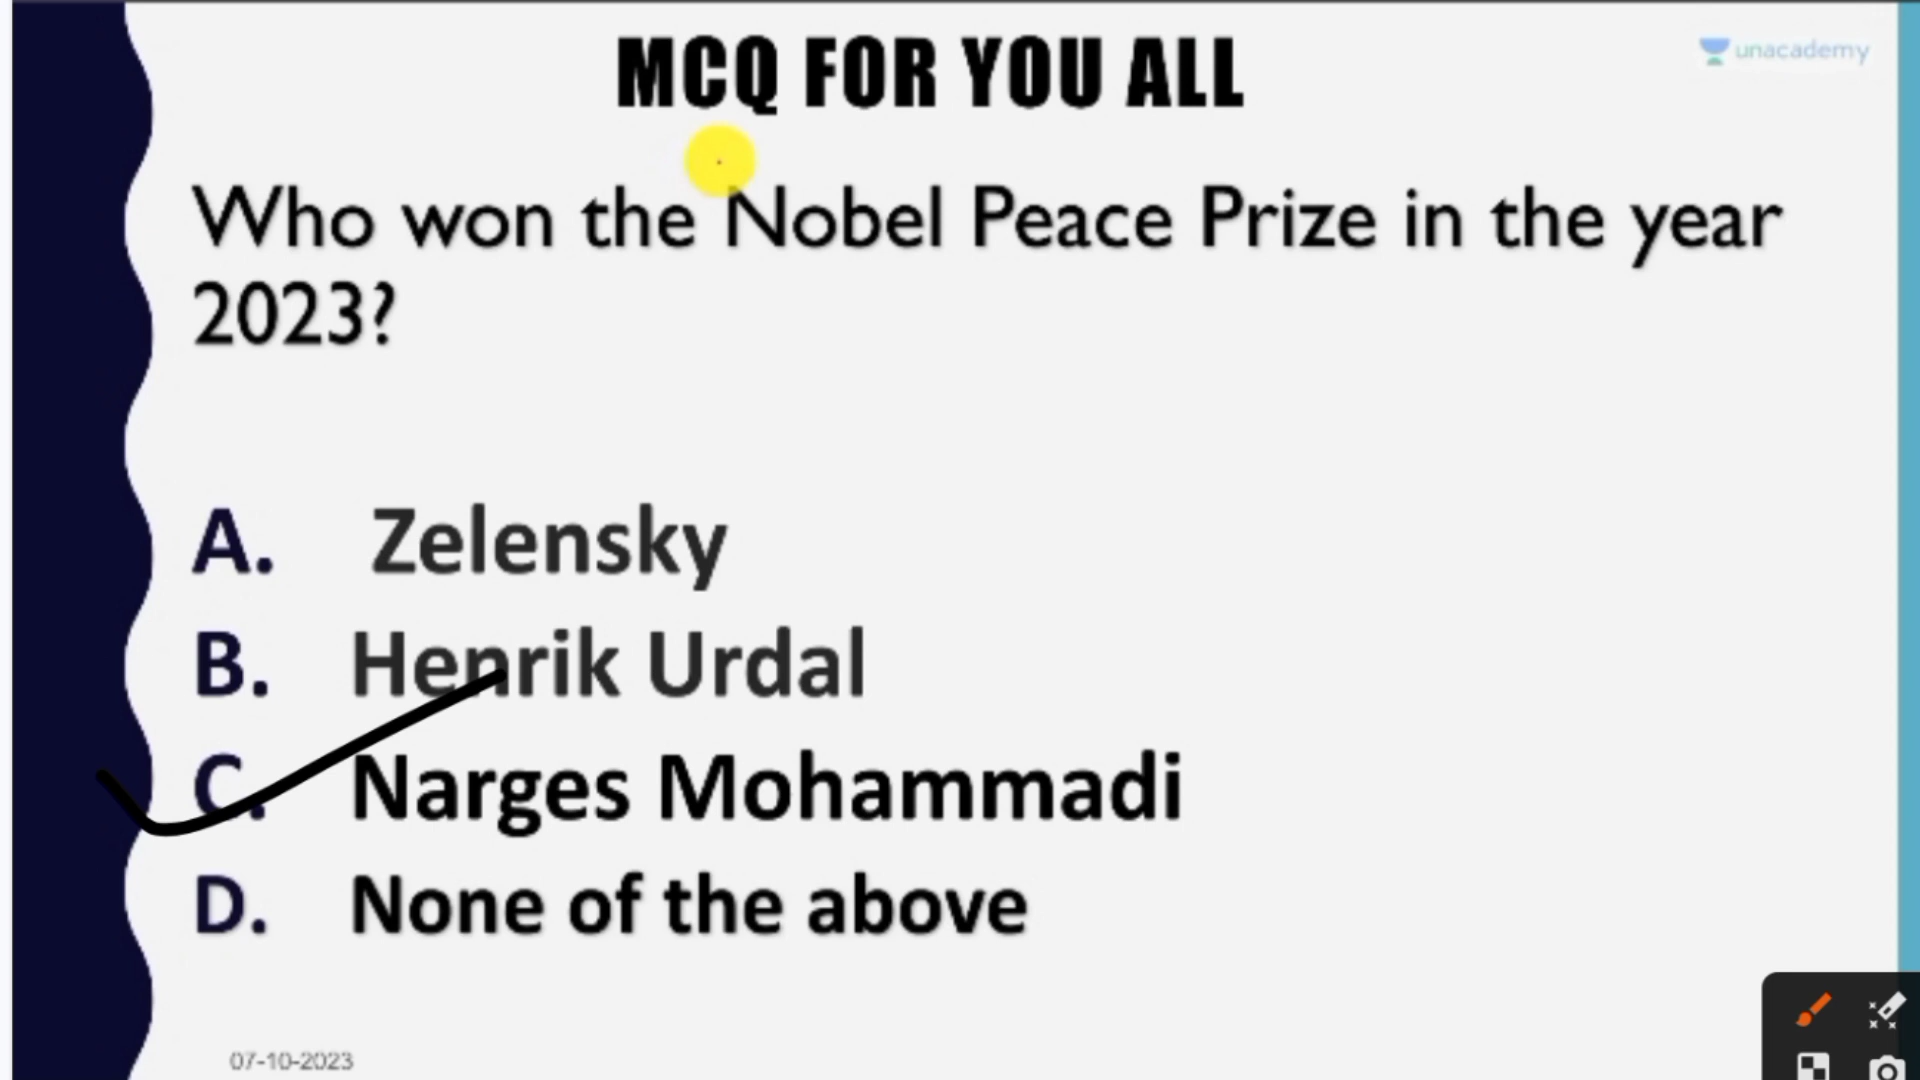 MCQ FOR YOU ALL
unacademy
Who won the Nobel Peace Prize in the year
2023?
A. Zelensky
B. Henrik Urdal
C. Narges Mohammadi
D. None of the above
07-10-2023